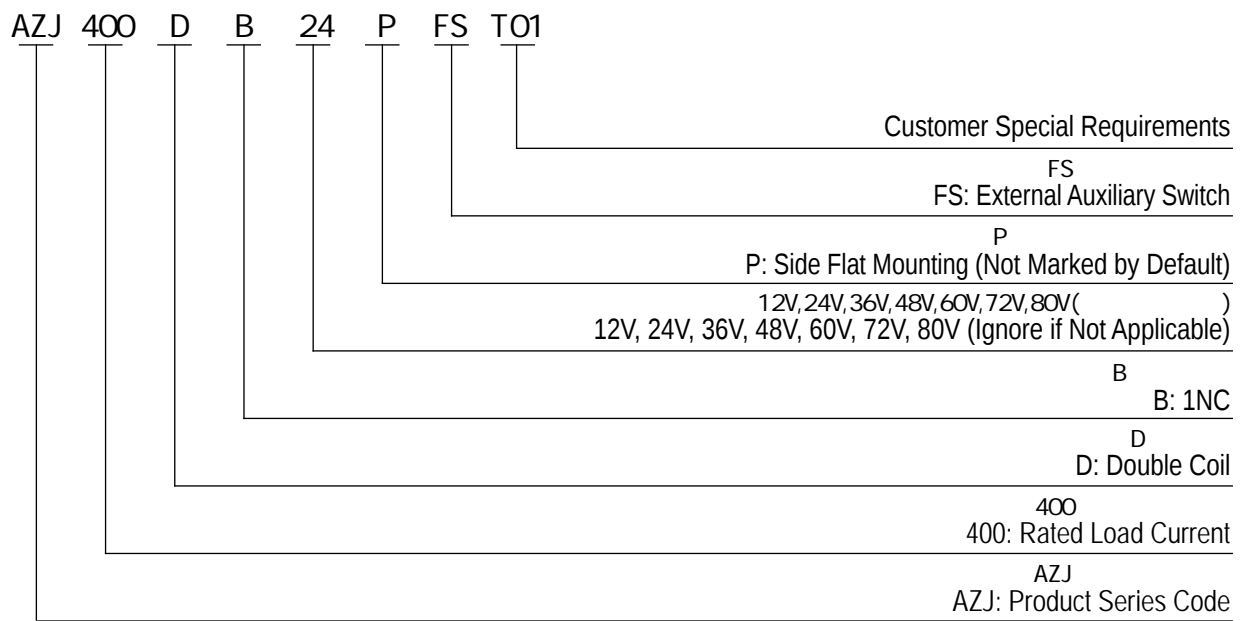 AZJ 400 D B 24 P FS T01
Customer Special Requirements
FS
FS: External Auxiliary Switch
P
P: Side Flat Mounting (Not Marked by Default)
12V,24V,36V,48V,60V,72V,80V( )
12V, 24V, 36V, 48V, 60V, 72V, 80V (Ignore if Not Applicable)
B
B: 1NC
D
D: Double Coil
400
400: Rated Load Current
AZJ
AZJ: Product Series Code